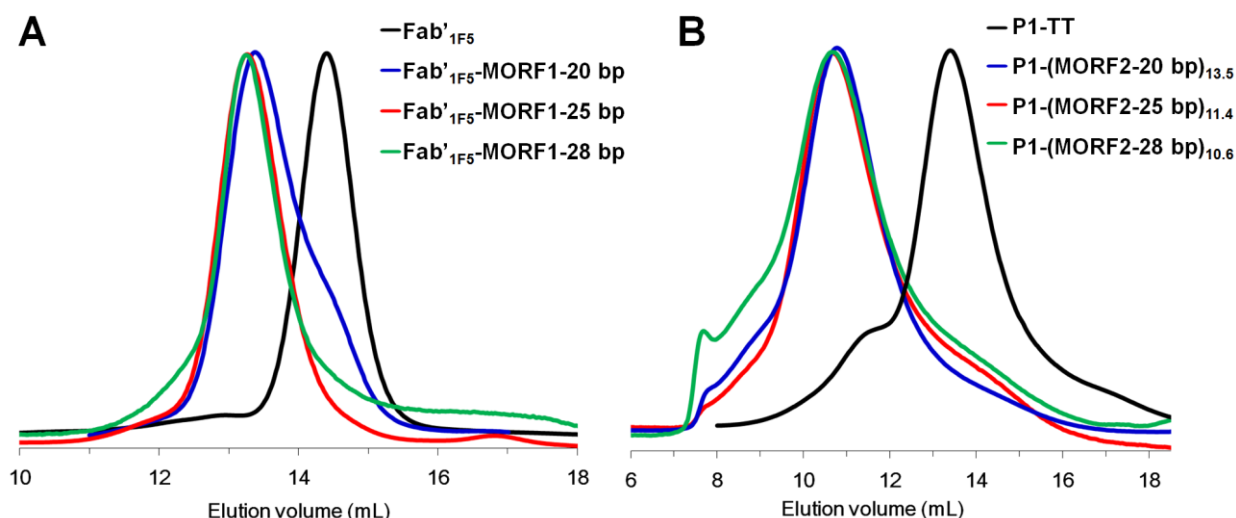 A
Fab’1F5
Fab’1F5-MORF1-20 bp
Fab’1F5-MORF1-25 bp
Fab’1F5-MORF1-28 bp
10 12 14 16 18
Elution volume (mL)
B
P1-TT
P1-(MORF2-20 bp)13.5
P1-(MORF2-25 bp)11.4
P1-(MORF2-28 bp)10.6
6 8 10 12 14 16 18
Elution volume (mL)